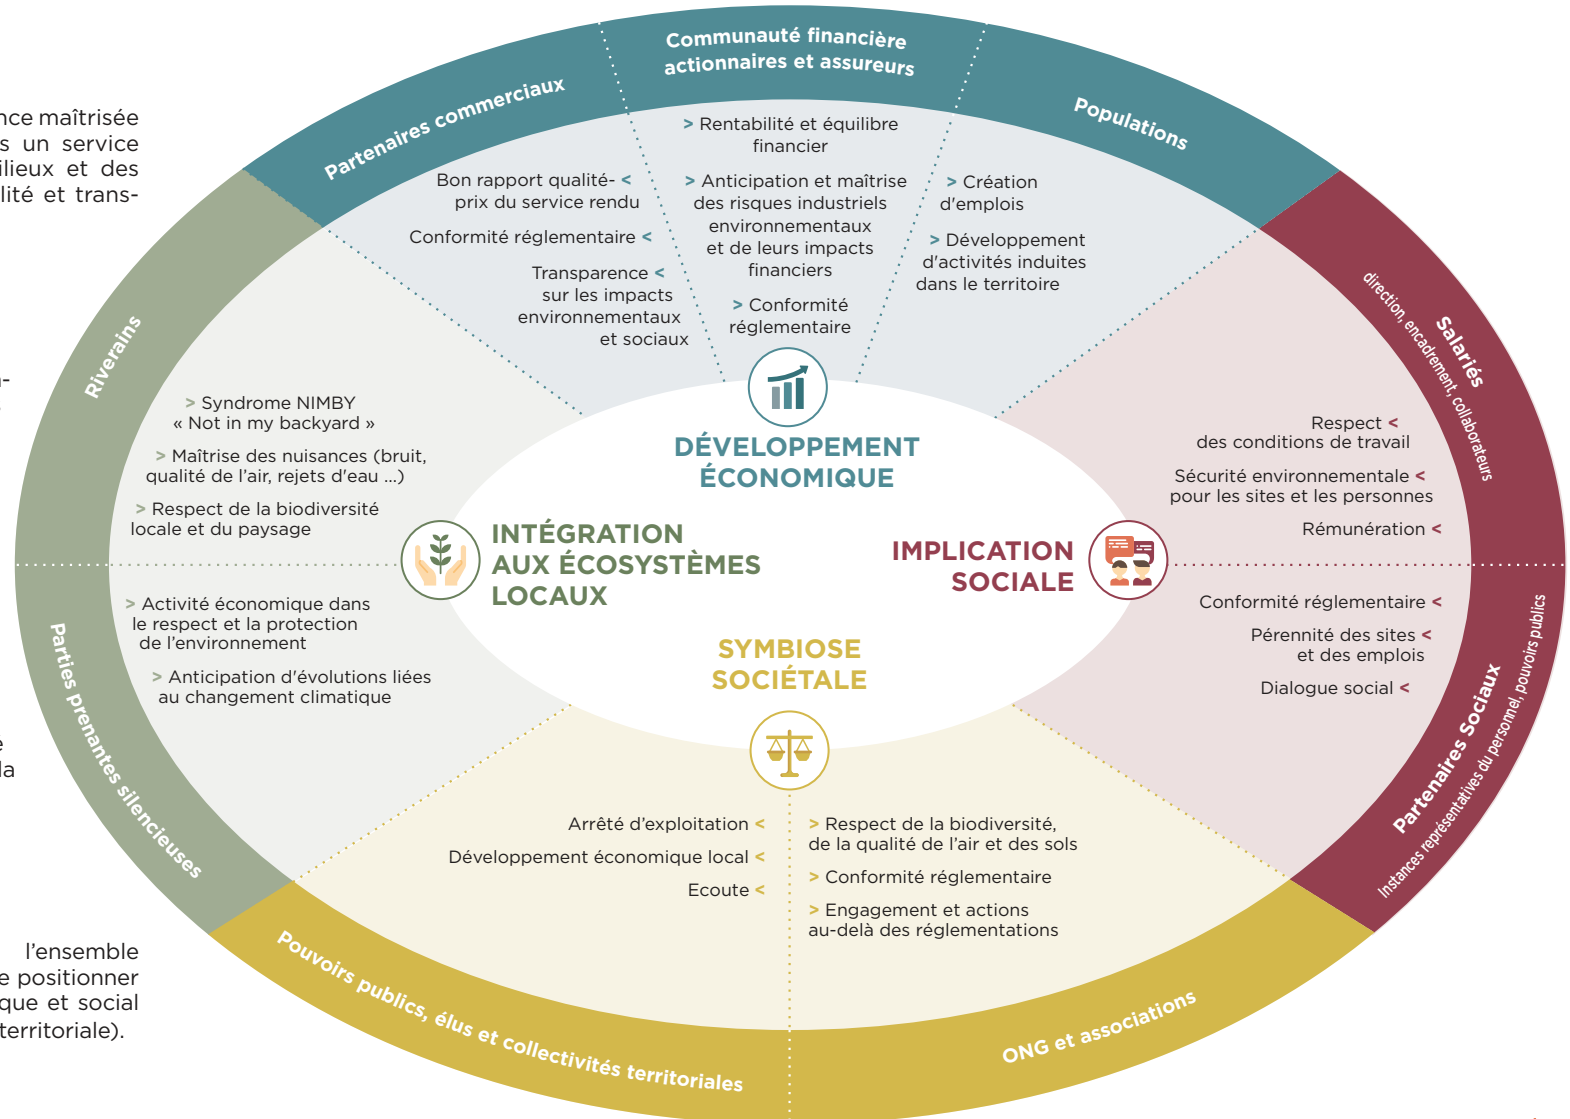 nce maîtrisée
s un service
ilieux et des
lité et trans-
l'ensemble
e positionner
que et social
territoriale).
Communauté financière
actionnaires et assureurs
Partenaires commerciaux
Populations
> Rentabilité et équilibre
financier
> Anticipation et maîtrise
des risques industriels
environnementaux
et de leurs impacts
financiers
> Conformité
réglementaire
Bon rapport qualité- <
prix du service rendu
Conformité réglementaire <
Transparence <
sur les impacts
environnementaux
et sociaux
> Création
d'emplois
> Développement
d'activités induites
dans le territoire
DÉVELOPPEMENT
ÉCONOMIQUE
Riverains
> Syndrome NIMBY
« Not in my backyard »
> Maîtrise des nuisances (bruit,
qualité de l'air, rejets d'eau ...)
> Respect de la biodiversité
locale et du paysage
INTÉGRATION
AUX ÉCOSYSTÈMES
LOCAUX
Parties prenantes silencieuses
> Activité économique dans
le respect et la protection
de l'environnement
> Anticipation d'évolutions liées
au changement climatique
Salariés
direction, encadrement, collaborateurs
Respect <
des conditions de travail
Sécurité environnementale <
pour les sites et les personnes
Rémunération <
IMPLICATION
SOCIALE
Conformité réglementaire <
Pérennité des sites <
et des emplois
Dialogue social <
Partenaires Sociaux
Instances représentatives du personnel, pouvoirs publics
SYMBIOSE
SOCIÉTALE
Arrêté d'exploitation <
Développement économique local <
Ecoute <
> Respect de la biodiversité,
de la qualité de l'air et des sols
> Conformité réglementaire
> Engagement et actions
au-delà des réglementations
Pouvoirs publics, élus et collectivités territoriales
ONG et associations